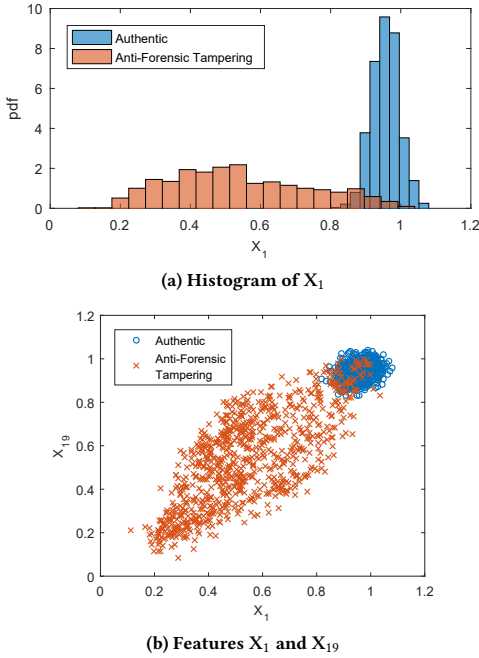 10
8
6
4
2
0
pdf
Authentic
Anti-Forensic Tampering
0 0.2 0.4 0.6 0.8 1 1.2
X1
(a) Histogram of X1
1.2
1
0.8
0.6
0.4
0.2
0
X19
Authentic
Anti-Forensic
Tampering
0.2 0.4 0.6 0.8 1 1.2
X1
(b) Features X1 and X19